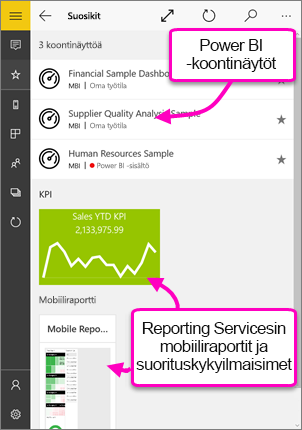 Suosikit
3 koontinäyttöä
Power BI
-koontinäytöt
Financial Sample Dashbo
MBI | Oma työtila
Supplier Quality Analysis Sample
MBI | Oma työtila
Human Resources Sample
MBI | Power BI -sisältö
KPI
Sales YTD KPI
2,133,975.99
Mobiiliraportti
Mobile Repo...
Reporting Servicesin
mobiiliraportit ja
suorituskykyilmaisimet